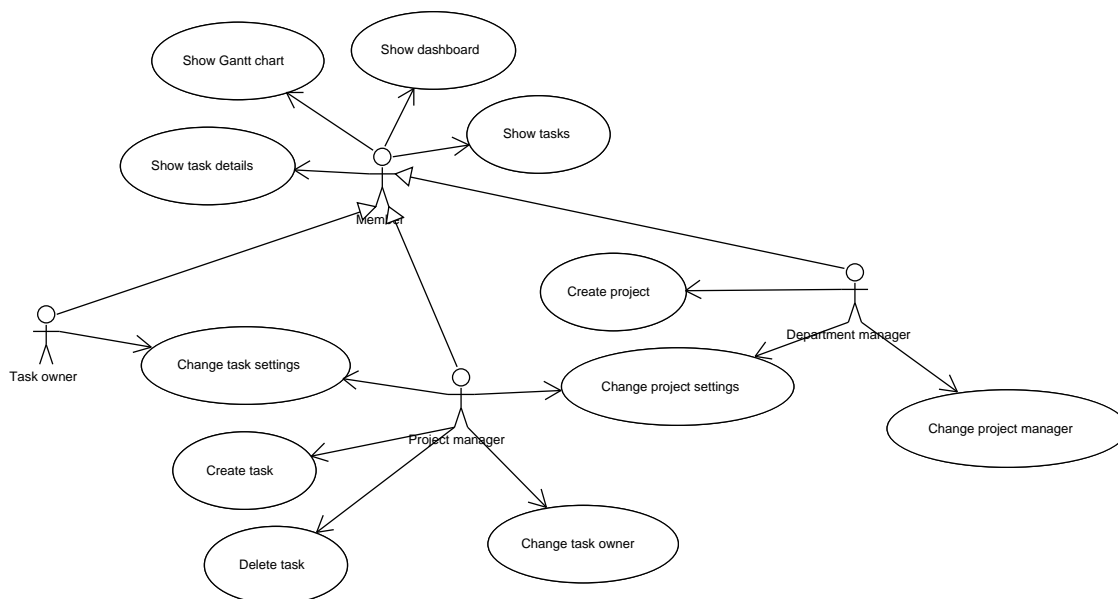 Show dashboard
Show Gantt chart
Show tasks
Show task details
Member
Create project
Department manager
Task owner
Change task settings
Change project settings
Change project manager
Project manager
Create task
Change task owner
Delete task